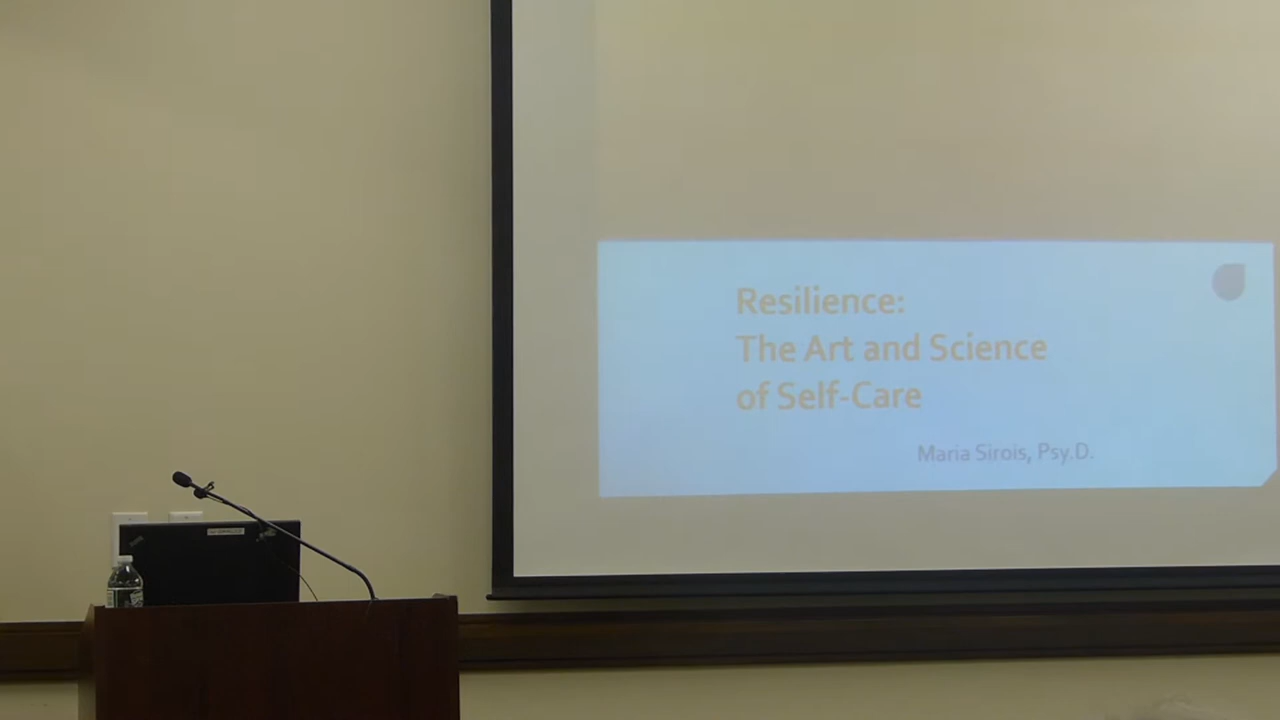 Resilience:
The Art and Science
of Self-Care
Maria Sirois, Psy.D.